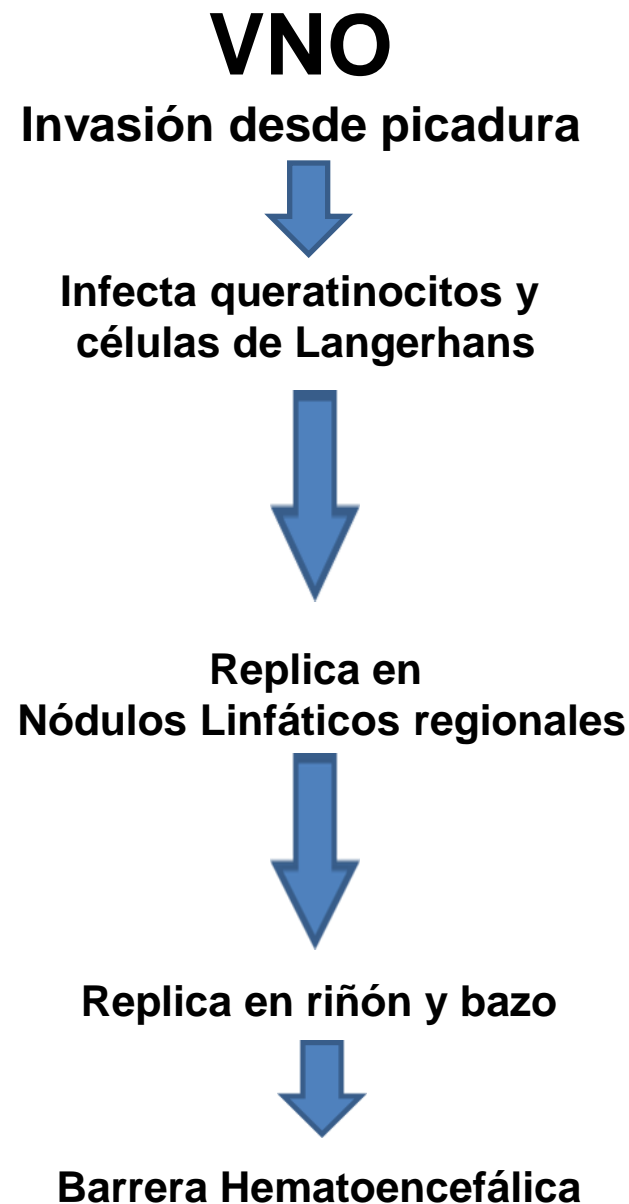 VNO
Invasión desde picadura
Infecta queratinocitos y
células de Langerhans
Replica en
Nódulos Linfáticos regionales
Replica en riñón y bazo
Barrera Hematoencefálica